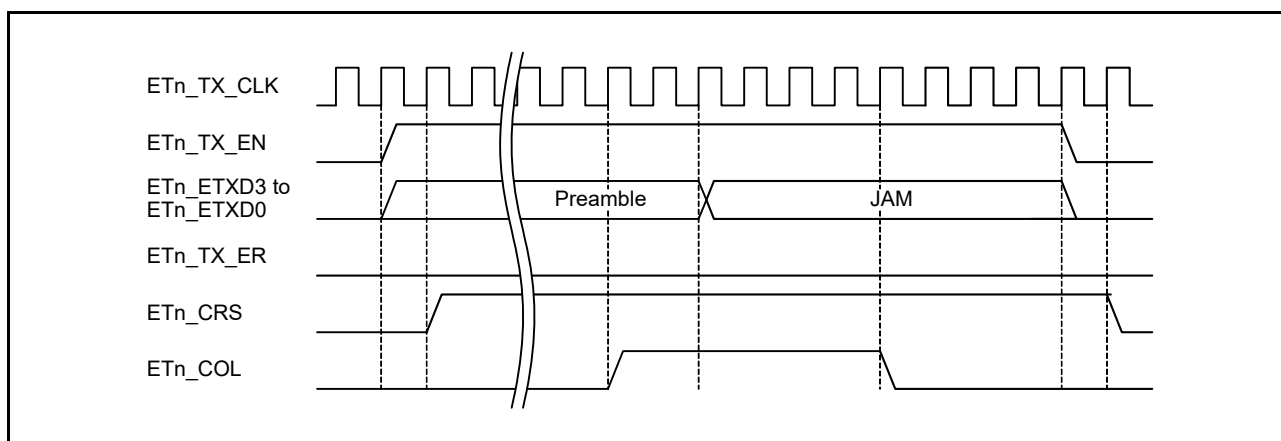 ETn_TX_CLK
ETn_TX_EN
ETn_ETXD3 to
ETn_ETXD0
Preamble
JAM
ETn_TX_ER
ETn_CRS
ETn_COL